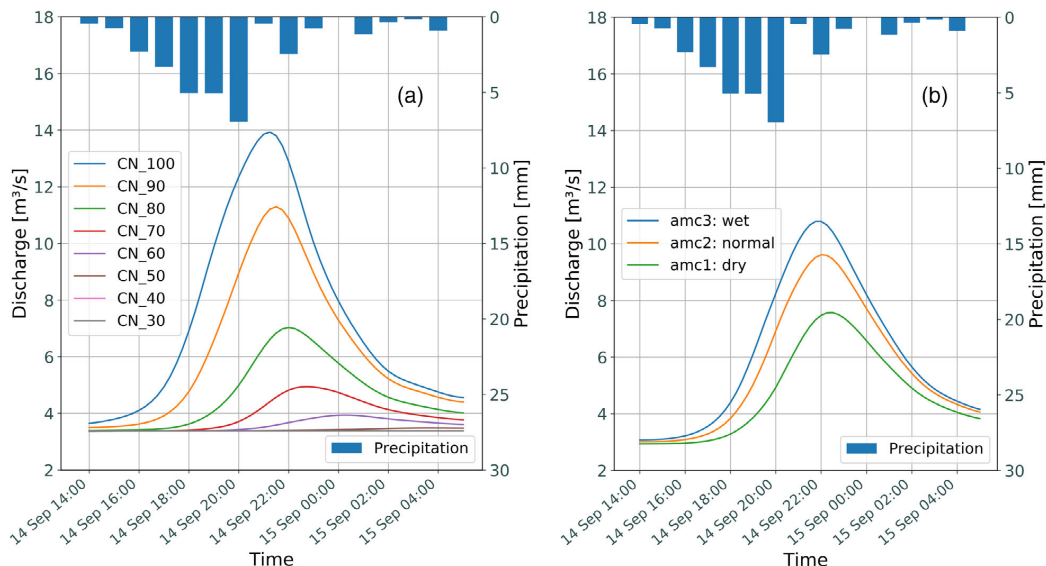 18
16
14
12
10
8
6
4
2
Discharge [m³/s]
(a)
CN_100
CN_90
CN_80
CN_70
CN_60
CN_50
CN_40
CN_30
Precipitation
0
5
10
15
20
25
30
Precipitation [mm]
14 Sep 14:00
14 Sep 16:00
14 Sep 18:00
14 Sep 20:00
14 Sep 22:00
15 Sep 00:00
15 Sep 02:00
15 Sep 04:00
Time
18
16
14
12
10
8
6
4
2
Discharge [m³/s]
(b)
amc3: wet
amc2: normal
amc1: dry
Precipitation
0
5
10
15
20
25
30
Precipitation [mm]
14 Sep 14:00
14 Sep 16:00
14 Sep 18:00
14 Sep 20:00
14 Sep 22:00
15 Sep 00:00
15 Sep 02:00
15 Sep 04:00
Time